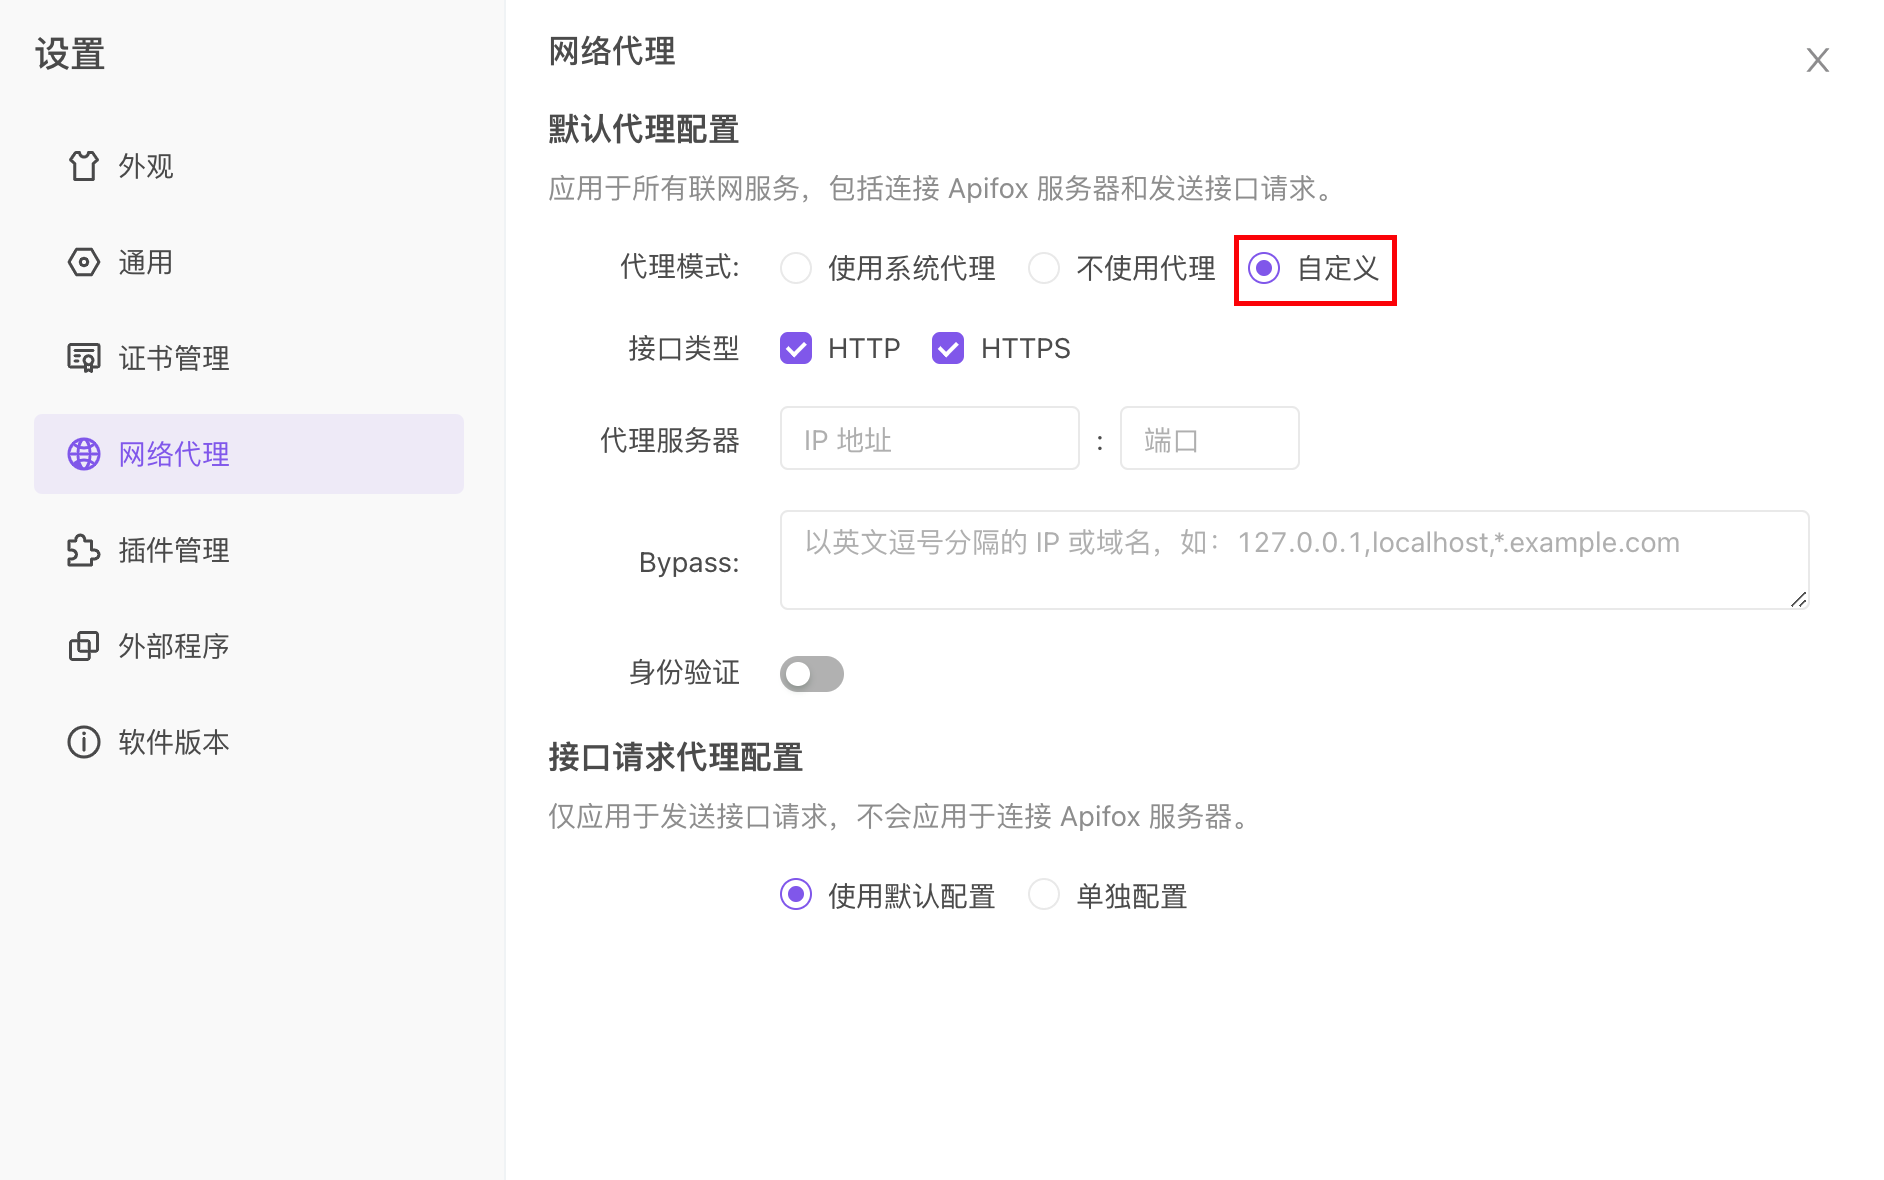 设置
外观
通用
证书管理
网络代理
插件管理
外部程序
软件版本
网络代理
默认代理配置
应用于所有联网服务，包括连接 Apifox 服务器和发送接口请求。
代理模式: 使用系统代理 不使用代理 自定义
接口类型 HTTP HTTPS
代理服务器 IP 地址 : 端口
Bypass: 以英文逗号分隔的 IP 或域名，如：127.0.0.1,localhost,*.example.com
身份验证
接口请求代理配置
仅应用于发送接口请求，不会应用于连接 Apifox 服务器。
使用默认配置 单独配置